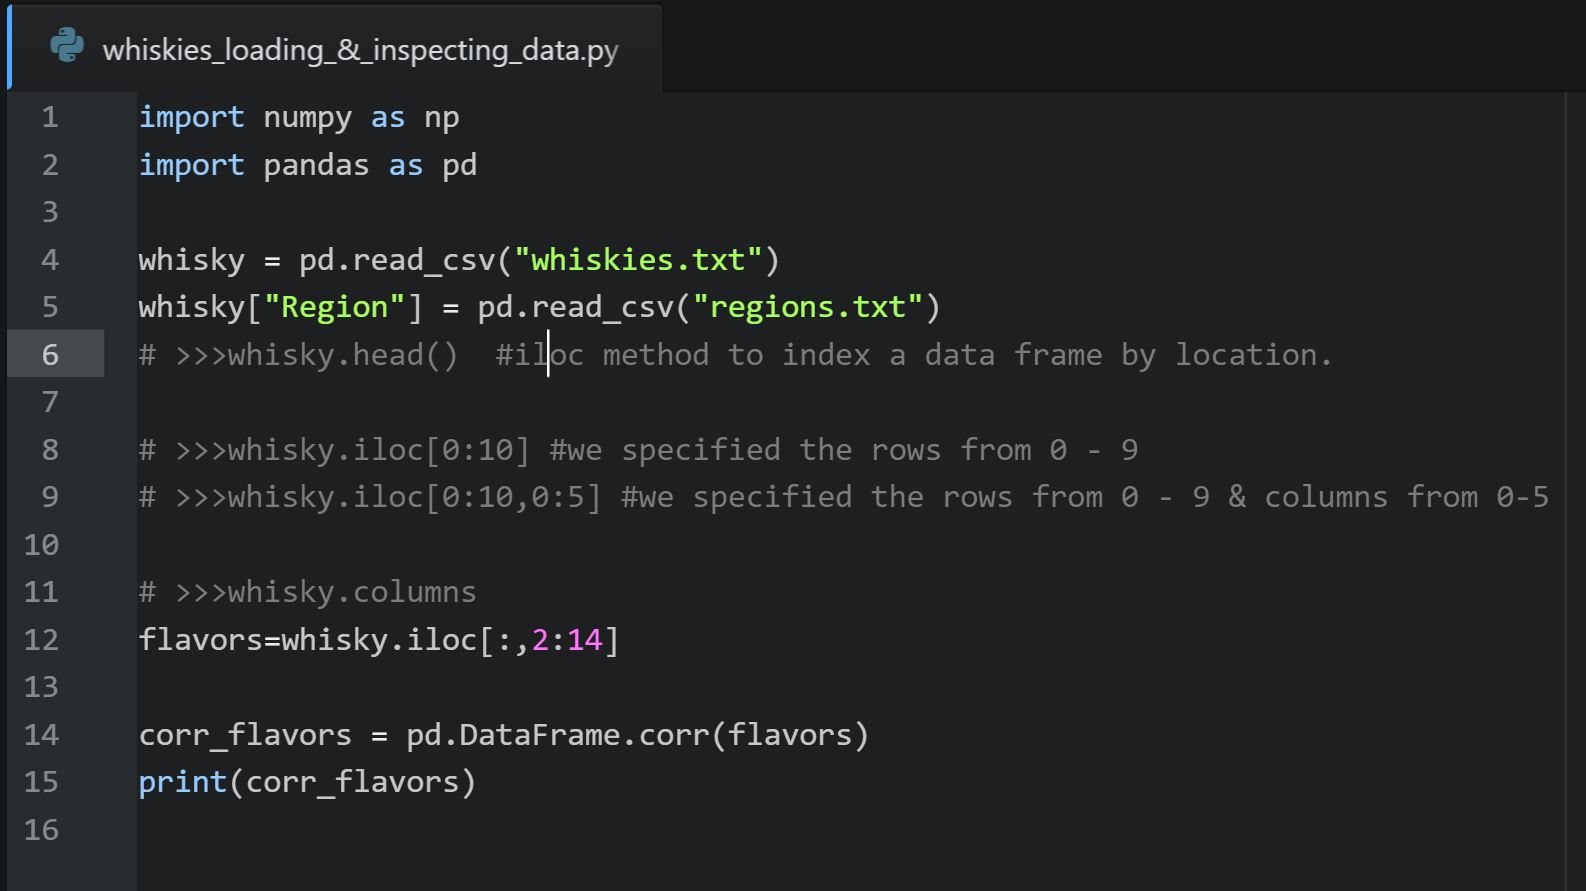 whiskies_loading_&_inspecting_data.py
1 import numpy as np
2 import pandas as pd
3
4 whisky = pd.read_csv("whiskies.txt")
5 whisky["Region"] = pd.read_csv("regions.txt")
6 # >>>whisky.head()  #iloc method to index a data frame by location.
7
8 # >>>whisky.iloc[0:10] #we specified the rows from 0 - 9
9 # >>>whisky.iloc[0:10,0:5] #we specified the rows from 0 - 9 & columns from 0-5
10
11 # >>>whisky.columns
12 flavors=whisky.iloc[:,2:14]
13
14 corr_flavors = pd.DataFrame.corr(flavors)
15 print(corr_flavors)
16